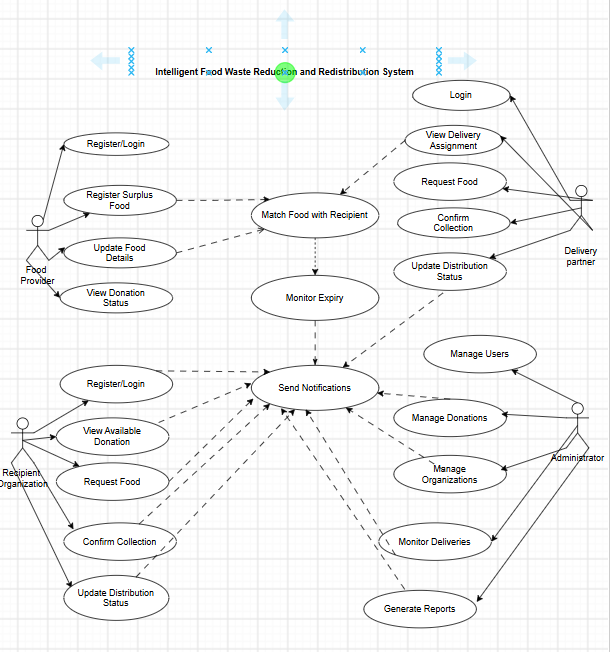 Intelligent Food Waste Reduction and Redistribution System
Login
Register/Login
View Delivery
Assignment
Request Food
Register Surplus
Food
Match Food with Recipient
Confirm
Collection
Update Food
Details
Food
Provider
Delivery
partner
Update Distribution
Status
View Donation
Status
Monitor Expiry
Manage Users
Register/Login
Send Notifications
Manage Donations
View Available
Donation
Administrator
Recipient
Organization
Request Food
Manage
Organizations
Confirm Collection
Monitor Deliveries
Update Distribution
Status
Generate Reports